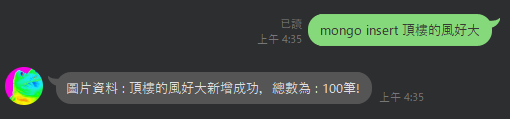 已讀
上午 4:35
mongo insert 頂樓的風好大
圖片資料 : 頂樓的風好大新增成功，總數為 : 100筆!
上午 4:35